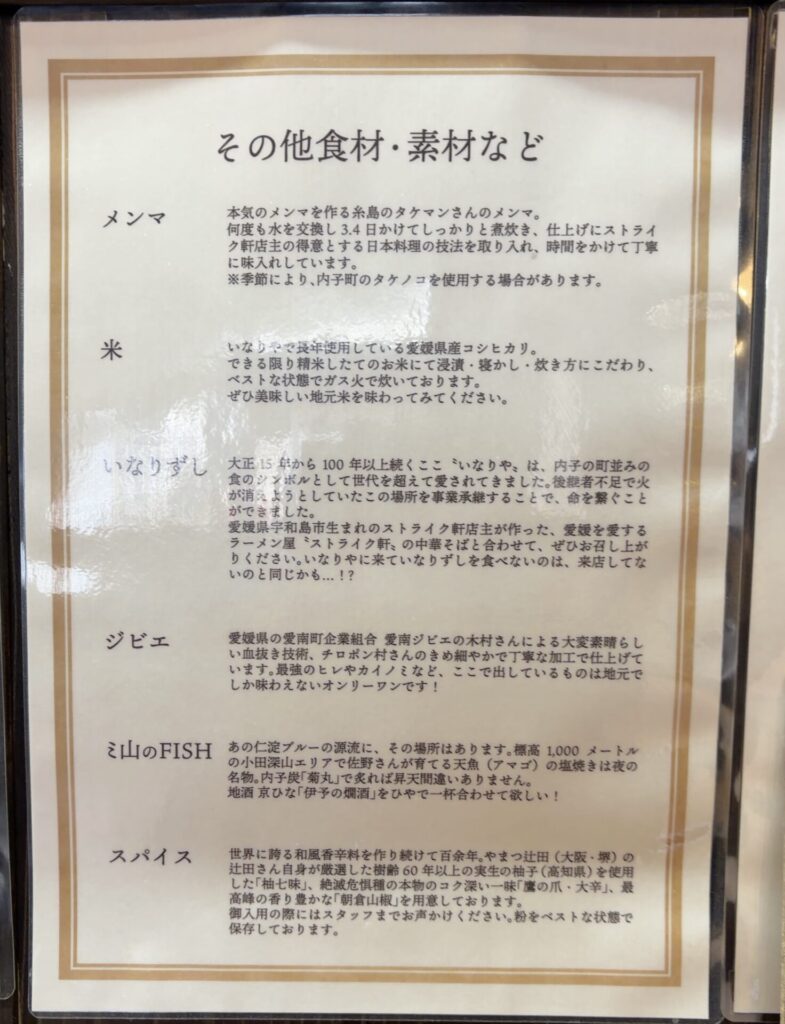 その他食材・素材など
メンマ
本気のメンマを作る糸島のタケマンさんのメンマ。
何度も水を交換し3.4日かけてしっかりと煮炊き、仕上げにストライ
ク軒店主の得意とする日本料理の技法を取り入れ、時間をかけて丁寧
に味入れしています。
※季節により、内子町のタケノコを使用する場合があります。
米
いなりやで長年使用している愛媛県産コシヒカリ。
できる限り精米したてのお米にて浸漬・寝かし・炊き方にこだわり、
ベストな状態でガス火で炊いております。
ぜひ美味しい地元米を味わってみてください。
いなりずし
大正15年から100年以上続くここ〝いなりや〟は、内子の町並みの
食のシンボルとして世代を超えて愛されてきました。後継者不足で火
が消えようとしていたこの場所を事業承継することで、命を繋ぐこと
ができました。
愛媛県宇和島市生まれのストライク軒店主が作った、愛媛を愛する
ラーメン屋〝ストライク軒〟の中華そばと合わせて、ぜひお召し上が
りください。いなりやに来ていなりずしを食べないのは、来店してな
いのと同じかも…!?
ジビエ
愛媛県の愛南町企業組合 愛南ジビエの木村さんによる大変素晴らし
い血抜き技術、チロボン村さんのきめ細やかで丁寧な加工で仕上げて
います。最強のヒレやカイノミなど、ここで出しているものは地元で
しか味わえないオンリーワンです!
ミ山のFISH
あの仁淀ブルーの源流に、その場所はあります。標高 1,000 メートル
の小田深山エリアで佐野さんが育てる天魚(アマゴ)の塩焼きは夜の
名物。内子炭「菊丸」で炙れば昇天間違いありません。
地酒 京ひな「伊予の燗酒」をひやで一杯合わせて欲しい!
スパイス
世界に誇る和風香辛料を作り続けて百余年。やまつ辻田(大阪・堺)の
辻田さん自身が厳選した樹齢60年以上の実生の柚子(高知県)を使用
した「柚七味」、絶滅危惧種の本物のコク深い一味「鷹の爪・大辛」、最
高峰の香り豊かな「朝倉山椒」を用意しております。
御入用の際にはスタッフまでお声かけください。粉をベストな状態で
保存しております。